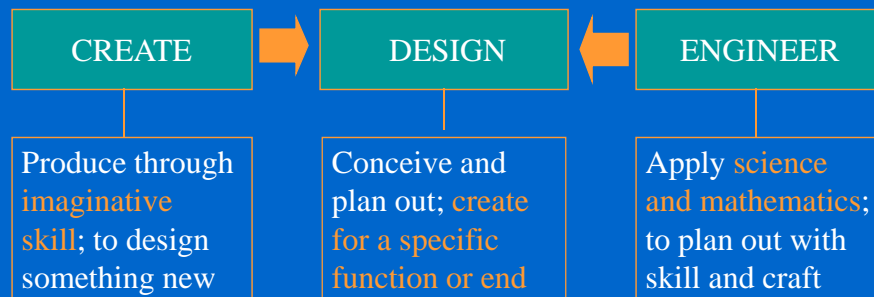 CREATE
DESIGN
ENGINEER
Produce through
imaginative
skill; to design
something new
Conceive and
plan out; create
for a specific
function or end
Apply science
and mathematics;
to plan out with
skill and craft